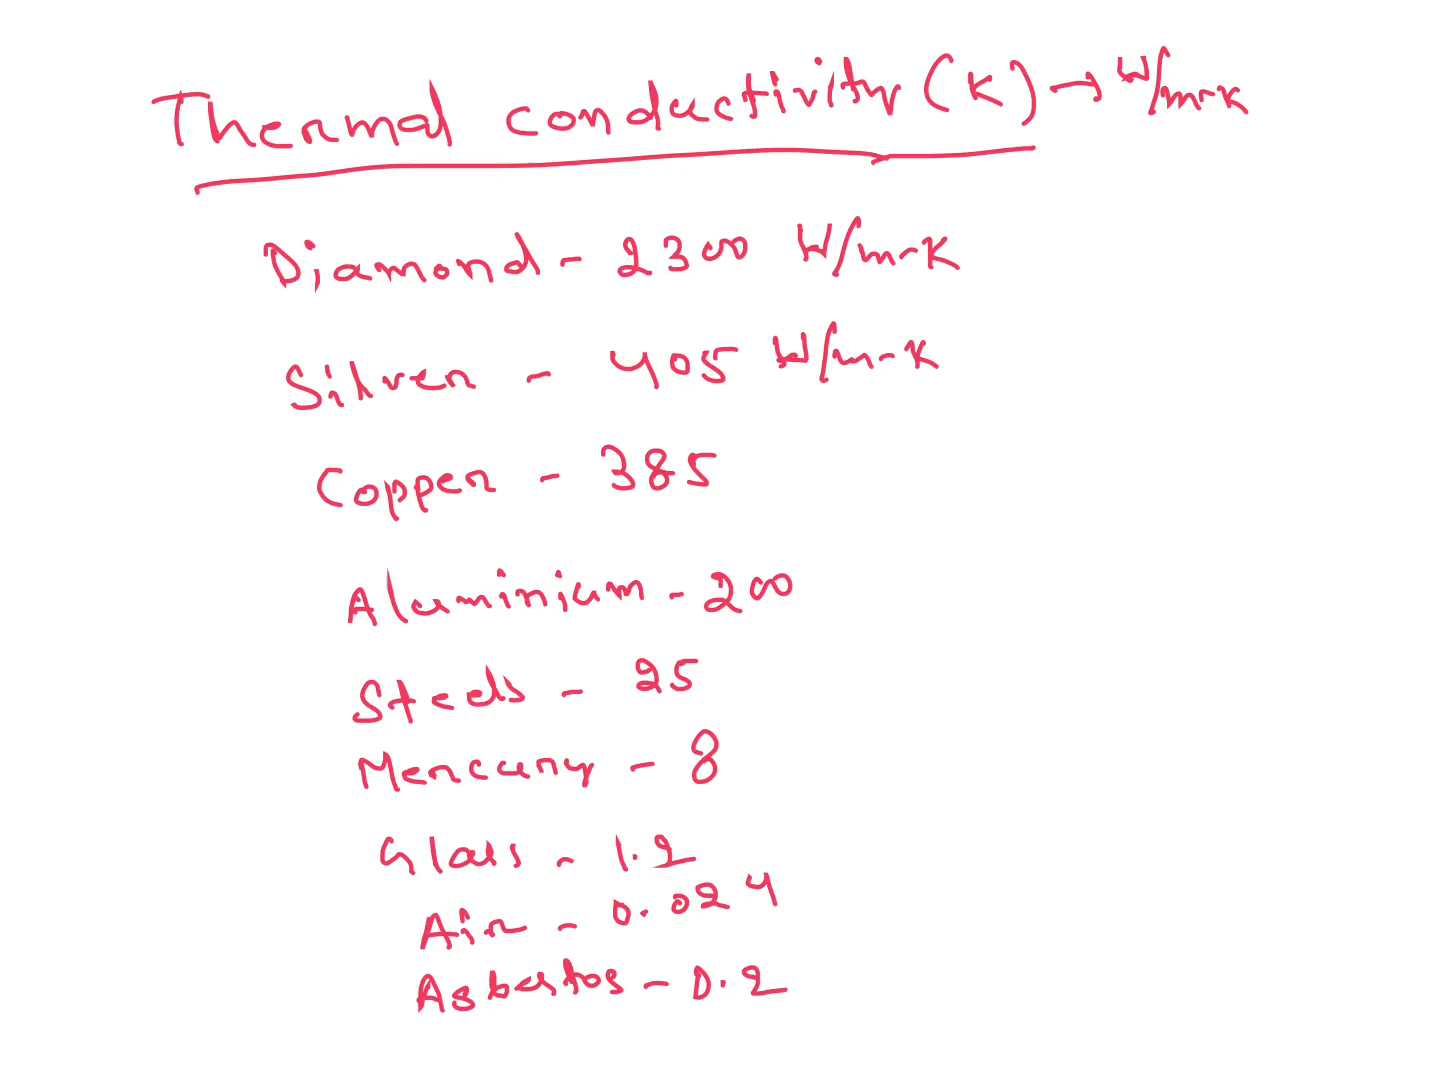 Thermal conductivity (K) → W/m-K
Diamond - 2300 W/m-K
Silver - 405 W/m-K
Copper - 385
Aluminium - 200
Steels - 25
Mercury - 8
Glass - 1.2
Air - 0.024
Asbestos - 0.2